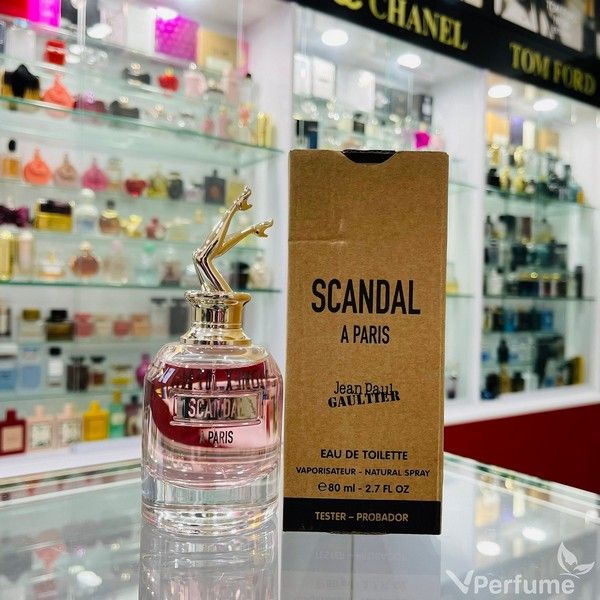 & CHANEL
TOM FORD
SCANDAL
A PARIS
Jean Paul
GAULTIER
EAU DE TOILETTE
VAPORISATEUR - NATURAL SPRAY
℮ 80 ml - 2.7 FL OZ
TESTER – PROBADOR
SCANDAL
A PARIS
VPerfume